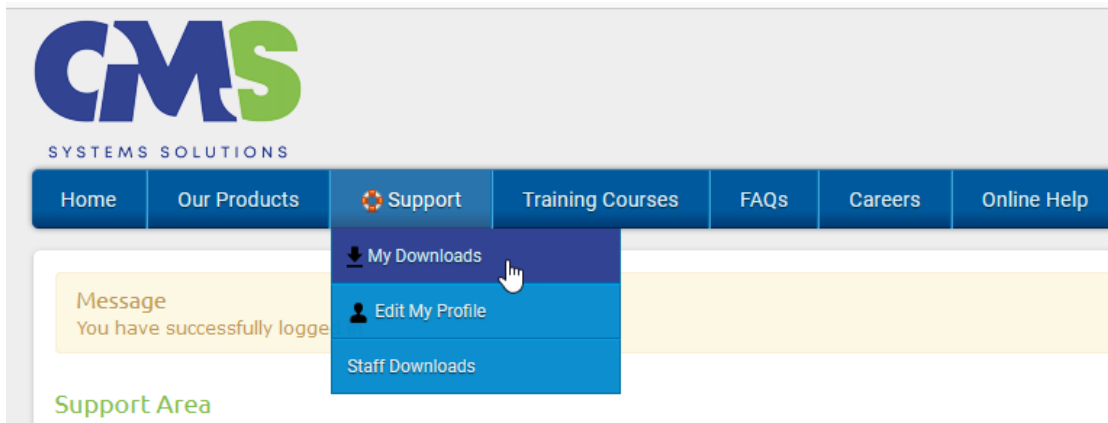 CMS
SYSTEMS SOLUTIONS
Home Our Products Support Training Courses FAQs Careers Online Help
My Downloads
Edit My Profile
Staff Downloads
Message
You have successfully logge
Support Area